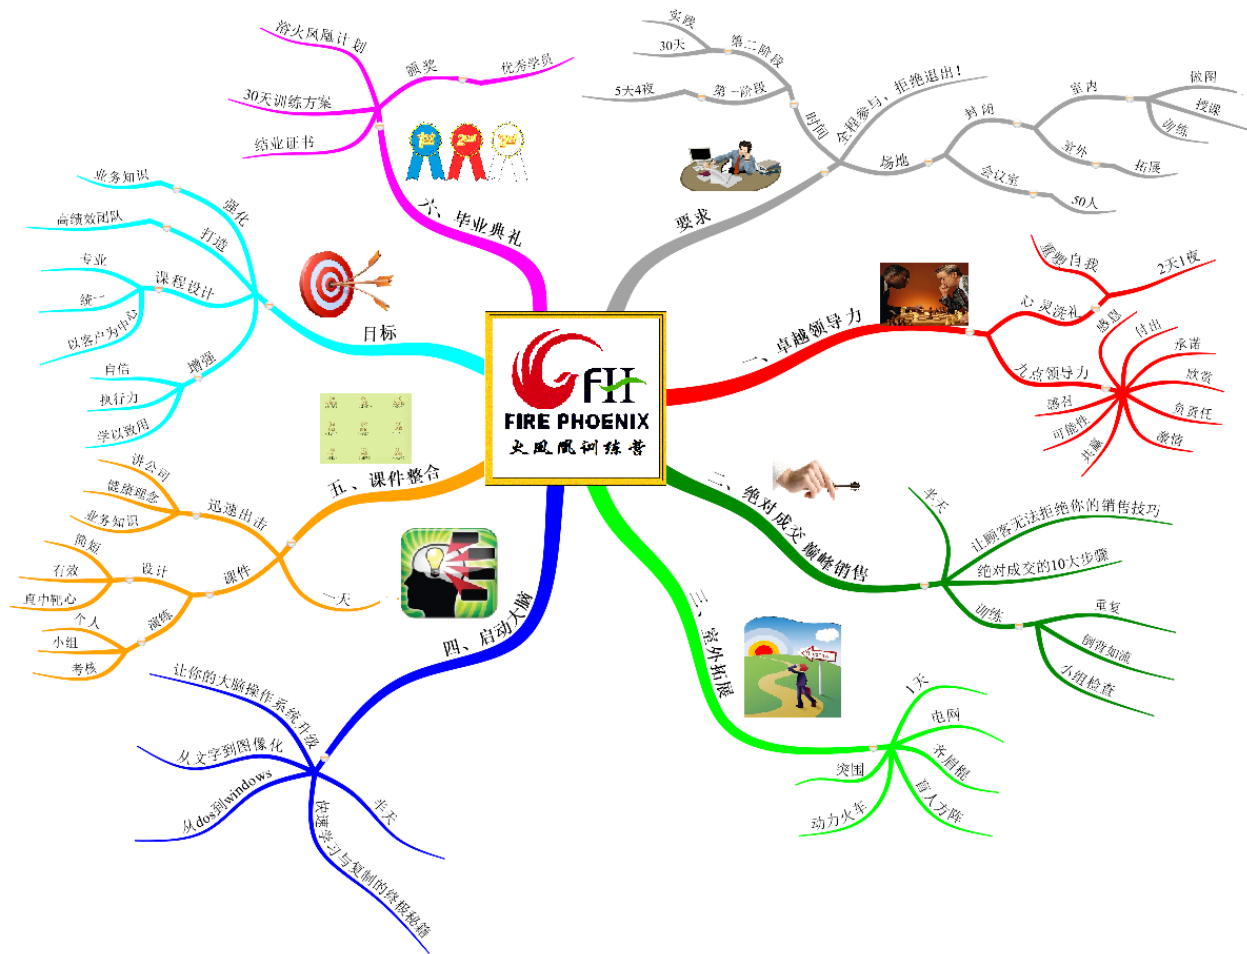 FH
FIRE PHOENIX
火凤凰训练营
要求
时间
第二阶段
实践
30天
第一阶段
5天4夜
全程参与，拒绝退出！
场地
封闭
室内
做图
授课
训练
室外
拓展
会议室
50人
一、卓越领导力
心 灵洗礼
重塑自我
2天1夜
九点领导力
感恩
付出
承诺
欣赏
负责任
激情
共赢
可能性
感召
二、绝对成交 巅峰销售
半天
让顾客无法拒绝你的销售技巧
绝对成交的10大步骤
训练
重复
倒背如流
小组检查
三、室外拓展
1天
电网
齐眉棍
盲人方阵
动力火车
突围
四、启动大脑
让你的大脑操作系统升级
从文字到图像化
从dos到windows
快速学习与复制的终极秘籍
半天
五、课件整合
迅速出击
讲公司
健康理念
业务知识
课件
设计
简短
有效
直中靶心
演练
个人
小组
考核
一天
目标
强化
业务知识
打造
高绩效团队
课程设计
专业
统一
以客户为中心
增强
自信
执行力
学以致用
六、毕业典礼
浴火凤凰计划
颁奖
优秀学员
30天训练方案
结业证书
1st
2nd
3rd